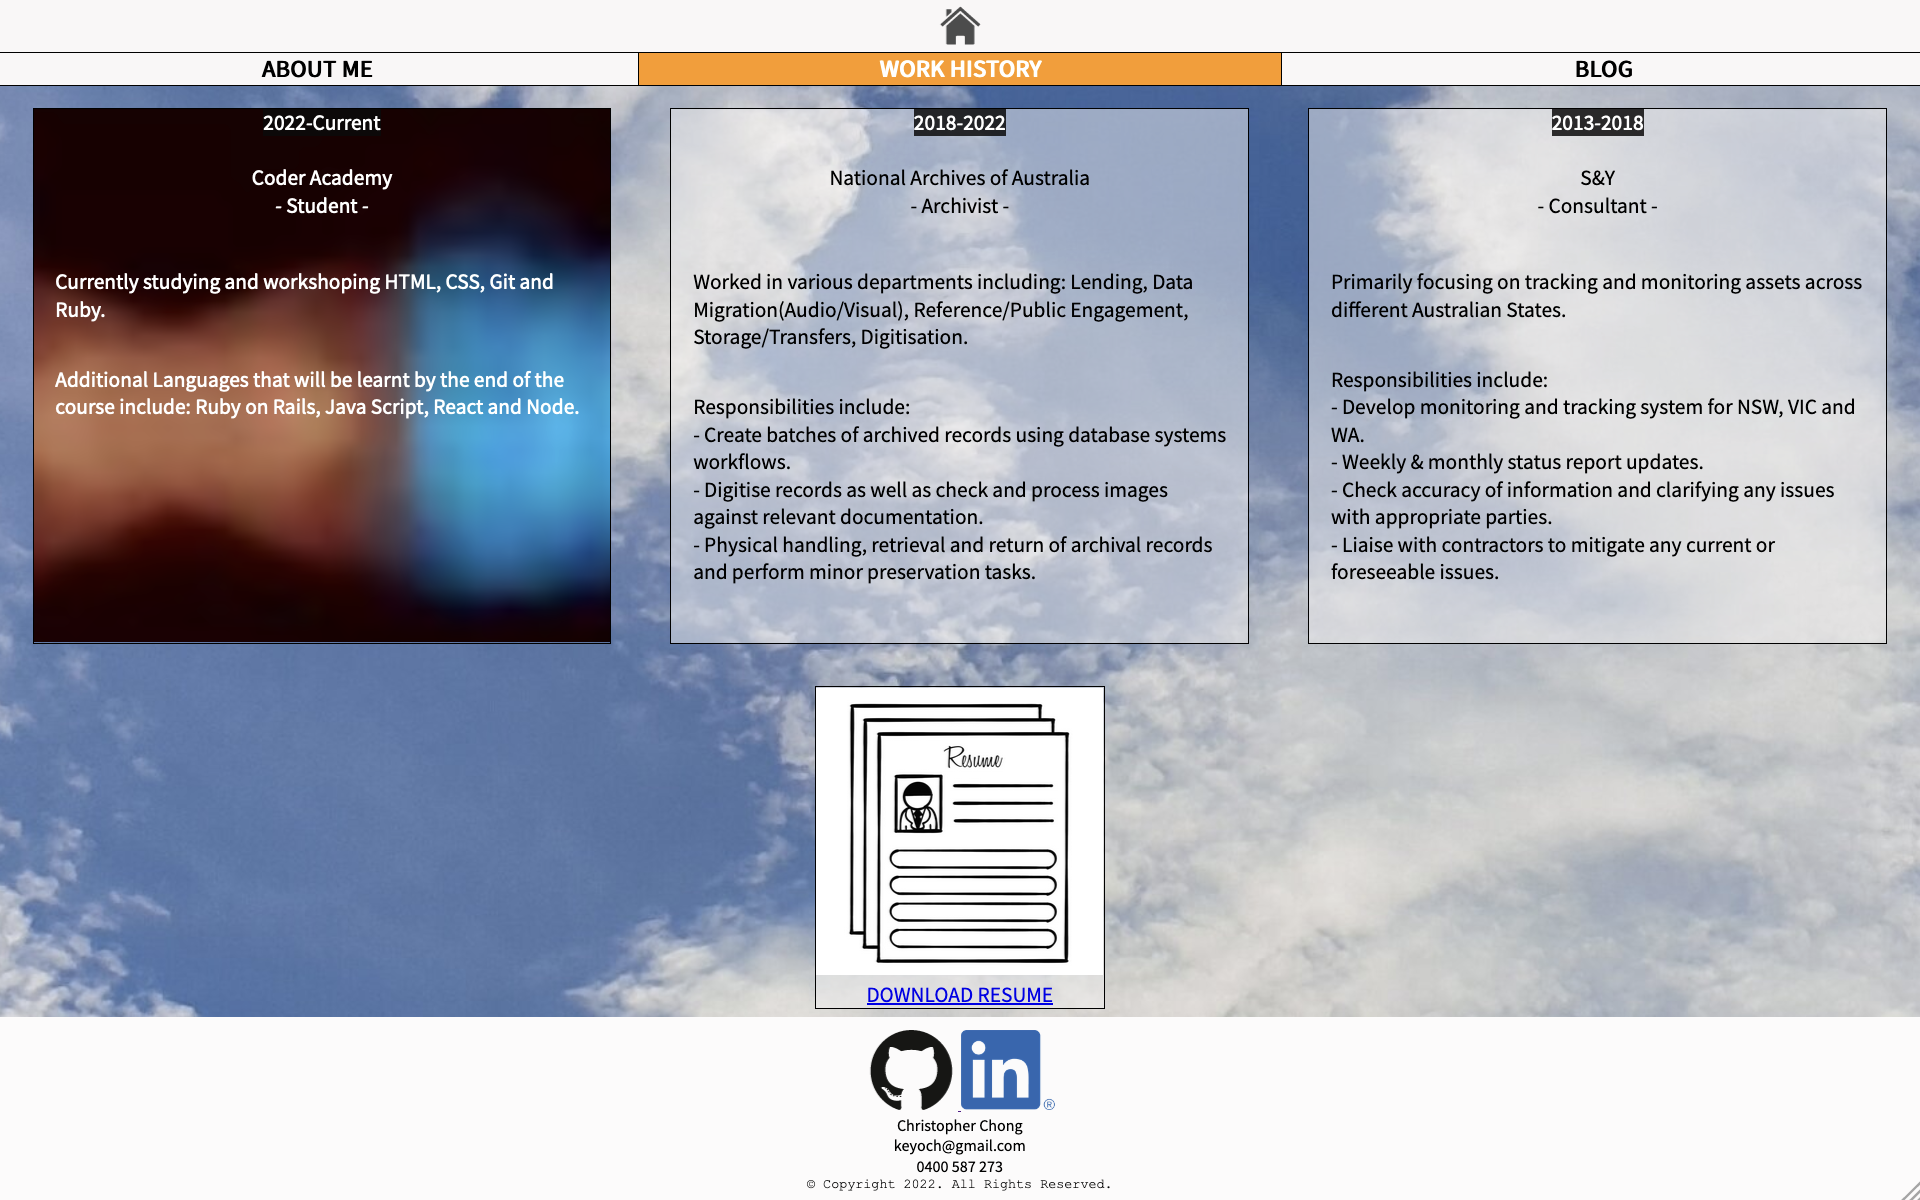 ABOUT ME
WORK HISTORY
BLOG
2022-Current
Coder Academy
- Student -
Currently studying and workshoping HTML, CSS, Git and
Ruby.
Additional Languages that will be learnt by the end of the
course include: Ruby on Rails, Java Script, React and Node.
2018-2022
National Archives of Australia
- Archivist -
Worked in various departments including: Lending, Data
Migration(Audio/Visual), Reference/Public Engagement,
Storage/Transfers, Digitisation.
Responsibilities include:
- Create batches of archived records using database systems
workflows.
- Digitise records as well as check and process images
against relevant documentation.
- Physical handling, retrieval and return of archival records
and perform minor preservation tasks.
2013-2018
S&Y
- Consultant -
Primarily focusing on tracking and monitoring assets across
different Australian States.
Responsibilities include:
- Develop monitoring and tracking system for NSW, VIC and
WA.
- Weekly & monthly status report updates.
- Check accuracy of information and clarifying any issues
with appropriate parties.
- Liaise with contractors to mitigate any current or
foreseeable issues.
Resume
DOWNLOAD RESUME
in ®
Christopher Chong
keyoch@gmail.com
0400 587 273
© Copyright 2022. All Rights Reserved.